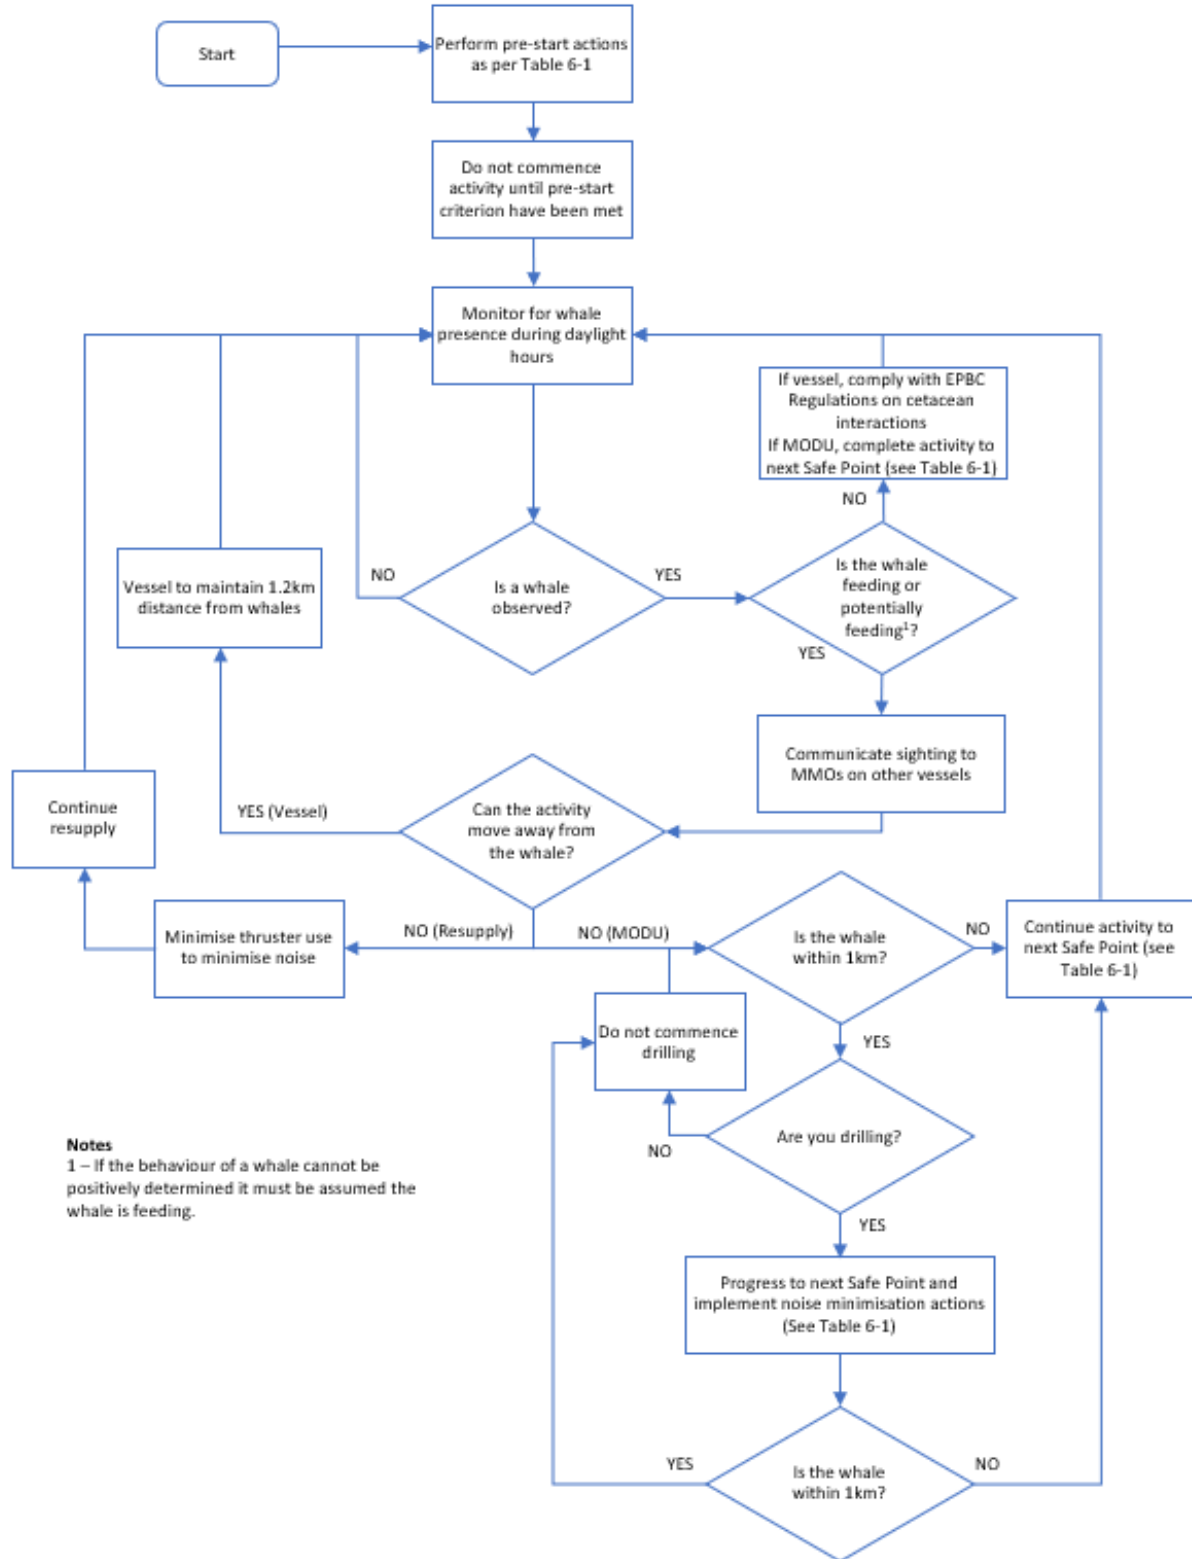 Start
Perform pre-start actions
as per Table 6-1
Do not commence
activity until pre-start
criterion have been met
Monitor for whale
presence during daylight
hours
If vessel, comply with EPBC
Regulations on cetacean
interactions
If MODU, complete activity to
next Safe Point (see Table 6-1)
NO
Is a whale
observed?
NO
YES
Is the whale
feeding or
potentially
feeding¹?
YES
Vessel to maintain 1.2km
distance from whales
Communicate sighting to
MMOs on other vessels
Can the activity
move away from
the whale?
YES (Vessel)
Continue
resupply
NO (Resupply)
NO (MODU)
Minimise thruster use
to minimise noise
Is the whale
within 1km?
NO
Continue activity to
next Safe Point (see
Table 6-1)
YES
Do not commence
drilling
Are you drilling?
NO
YES
Notes
1 – If the behaviour of a whale cannot be
positively determined it must be assumed the
whale is feeding.
Progress to next Safe Point and
implement noise minimisation actions
(See Table 6-1)
Is the whale
within 1km?
YES
NO